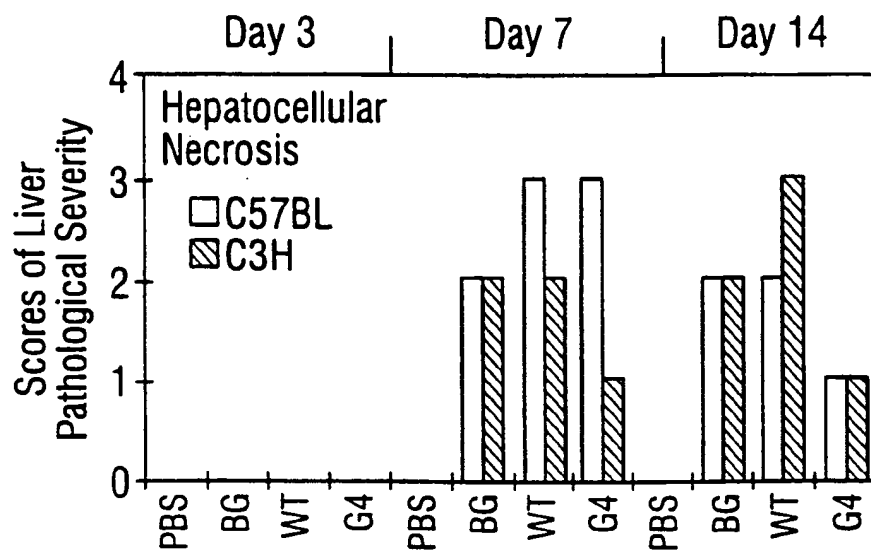 Day 3 Day 7 Day 14
Scores of Liver
Pathological Severity
4
3
2
1
0
Hepatocellular
Necrosis
C57BL
C3H
PBS BG WT G4 PBS BG WT G4 PBS BG WT G4